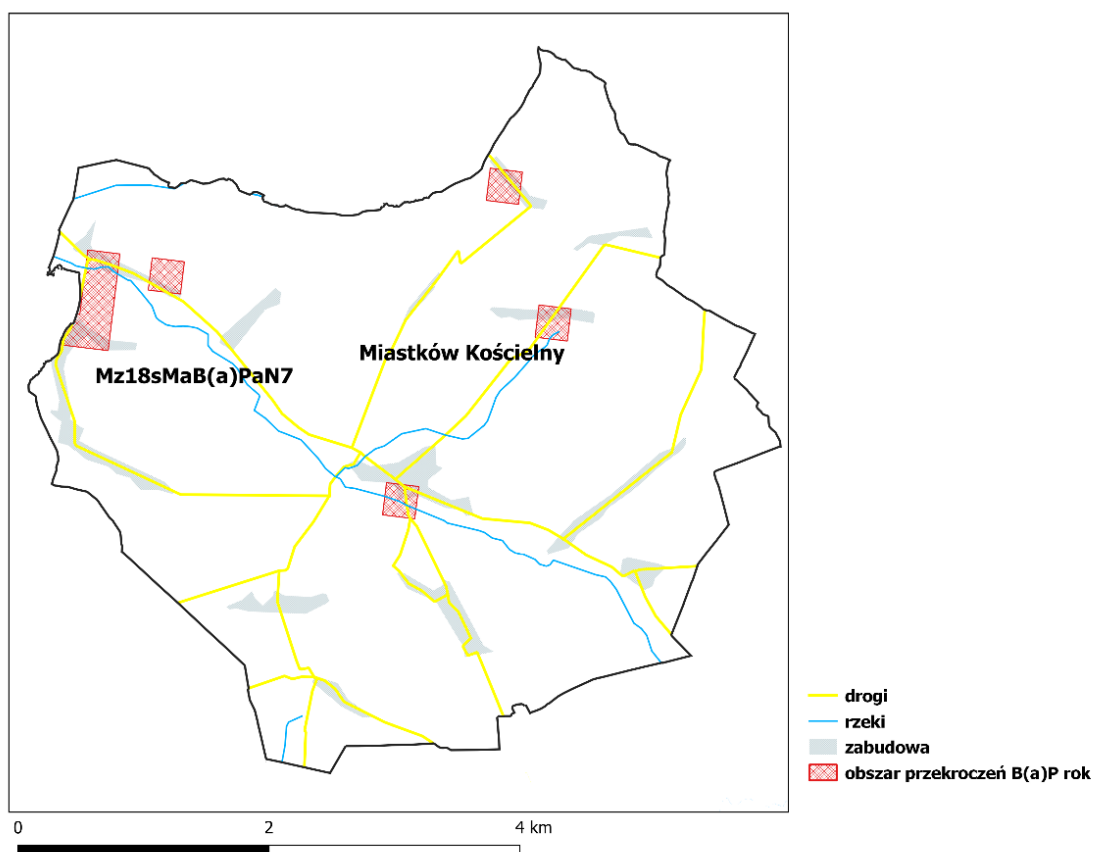 Miastków Kościelny
Mz18sMaB(a)PaN7
drogi
rzeki
zabudowa
obszar przekroczeń B(a)P rok
0 2 4 km